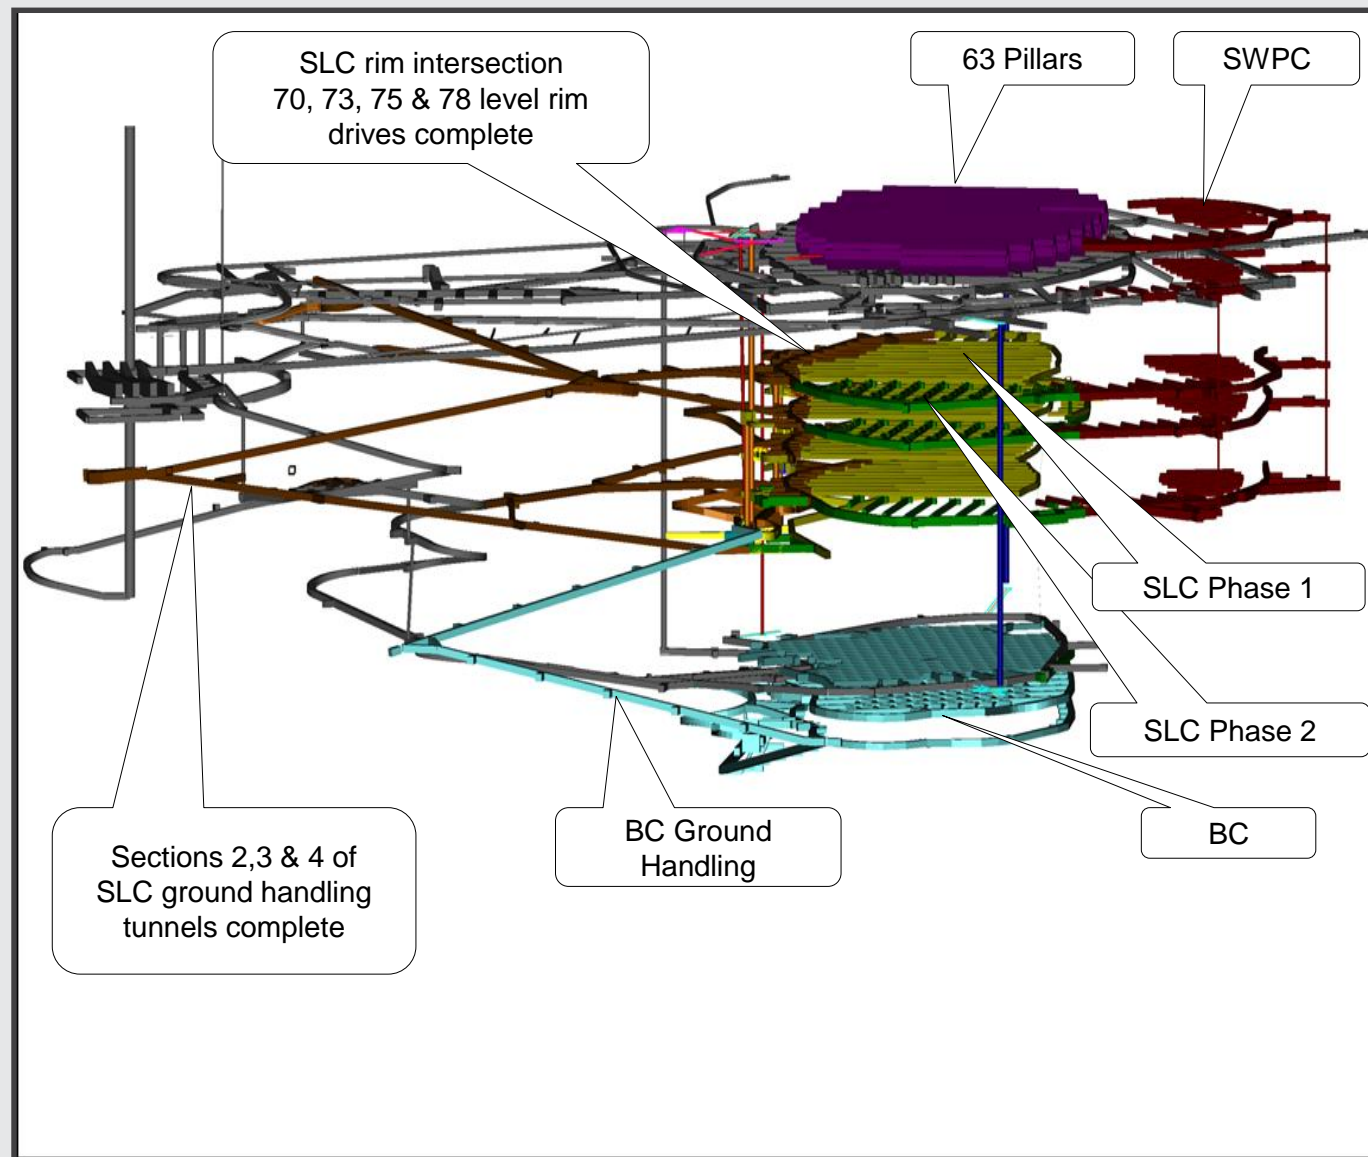 SLC rim intersection
70, 73, 75 & 78 level rim
drives complete
63 Pillars
SWPC
SLC Phase 1
SLC Phase 2
BC
BC Ground
Handling
Sections 2,3 & 4 of
SLC ground handling
tunnels complete